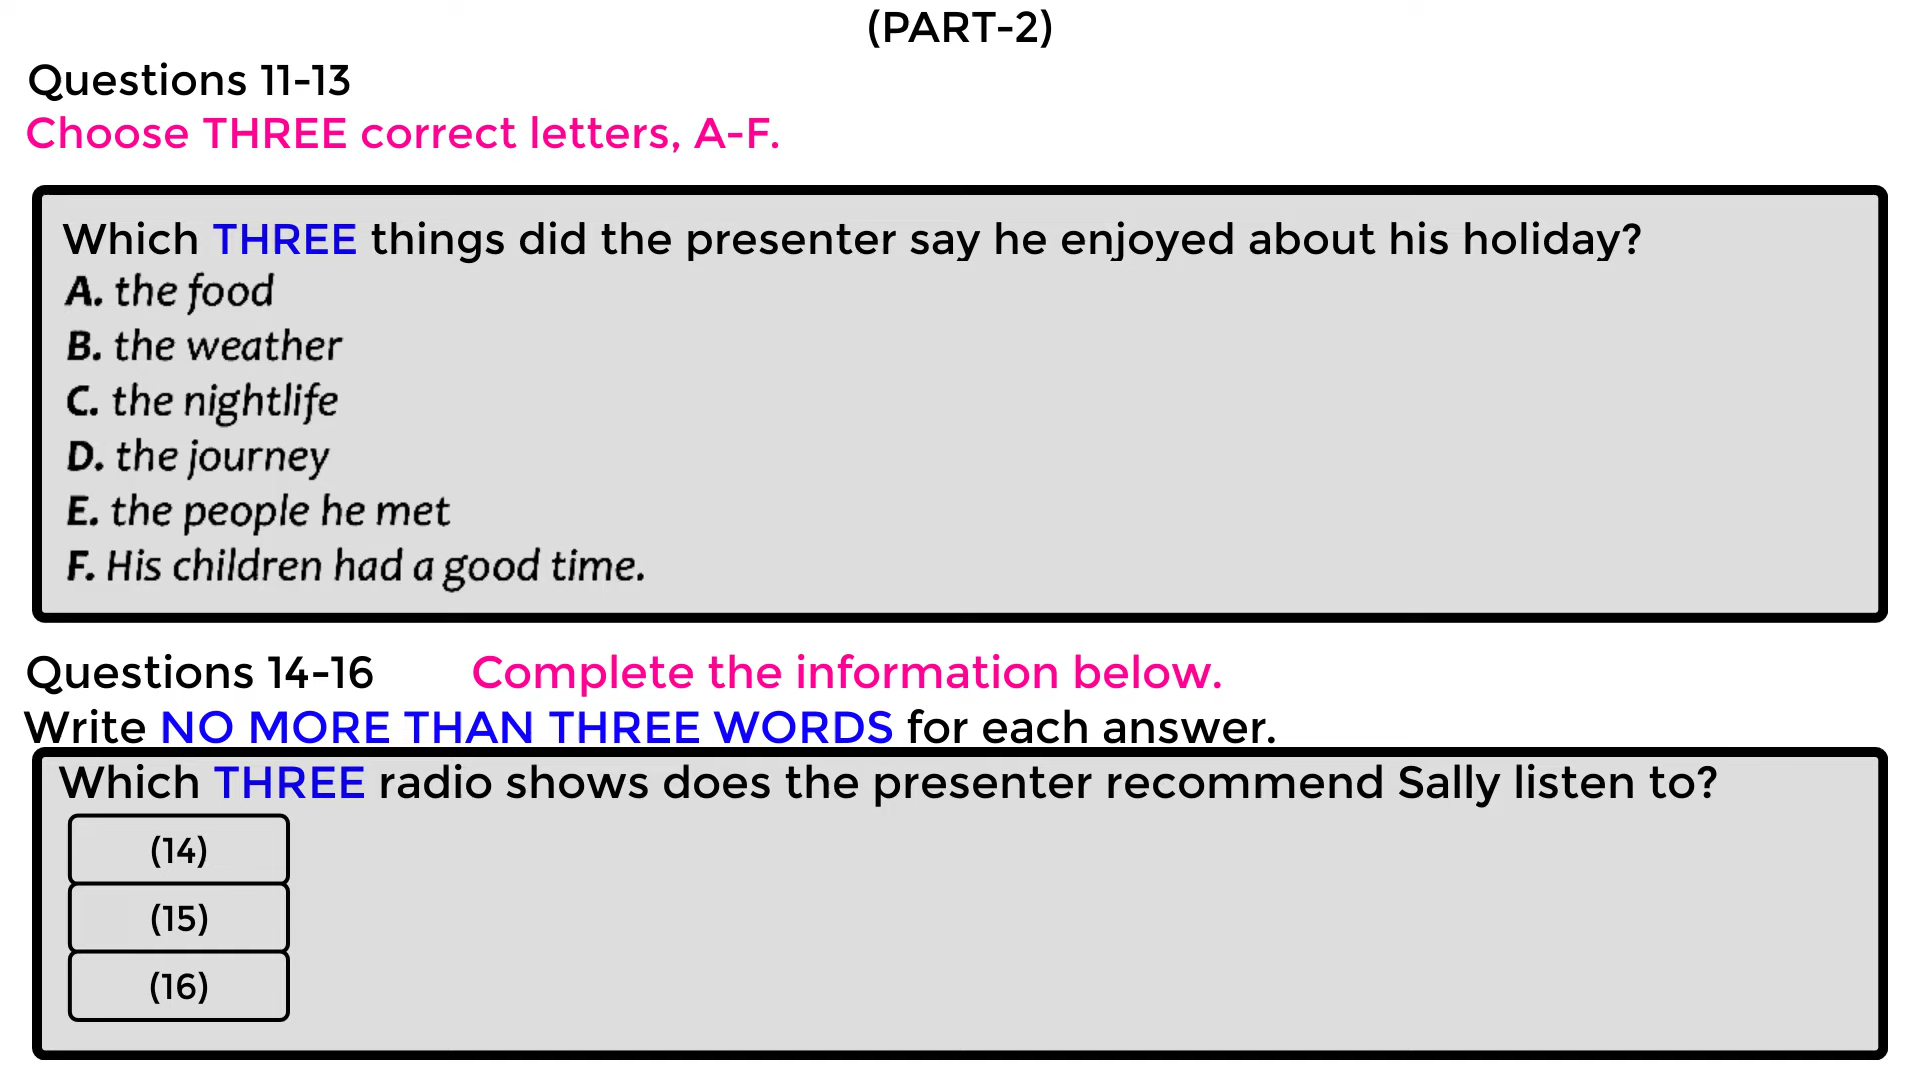 (PART-2)
Questions 11-13
Choose THREE correct letters, A-F.
Which THREE things did the presenter say he enjoyed about his holiday?
A. the food
B. the weather
C. the nightlife
D. the journey
E. the people he met
F. His children had a good time.
Questions 14-16 Complete the information below.
Write NO MORE THAN THREE WORDS for each answer.
Which THREE radio shows does the presenter recommend Sally listen to?
(14)
(15)
(16)